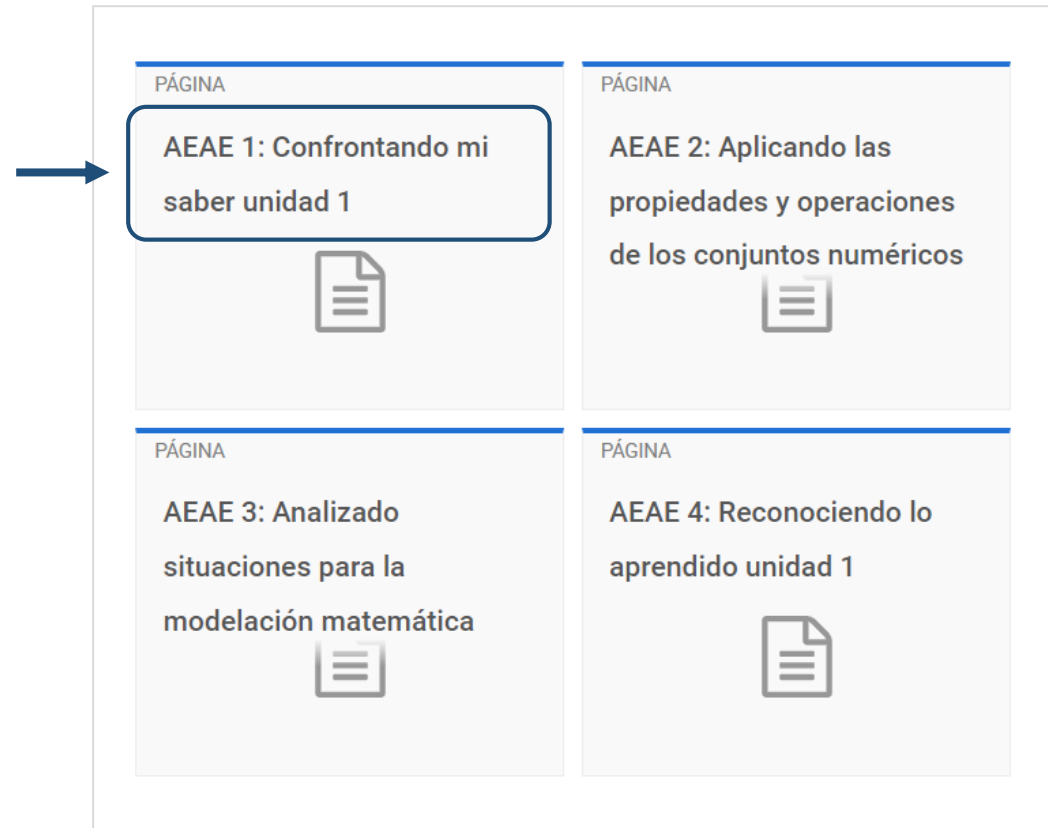 PÁGINA
AEAE 1: Confrontando mi
saber unidad 1
PÁGINA
AEAE 2: Aplicando las
propiedades y operaciones
de los conjuntos numéricos
PÁGINA
AEAE 3: Analizado
situaciones para la
modelación matemática
PÁGINA
AEAE 4: Reconociendo lo
aprendido unidad 1